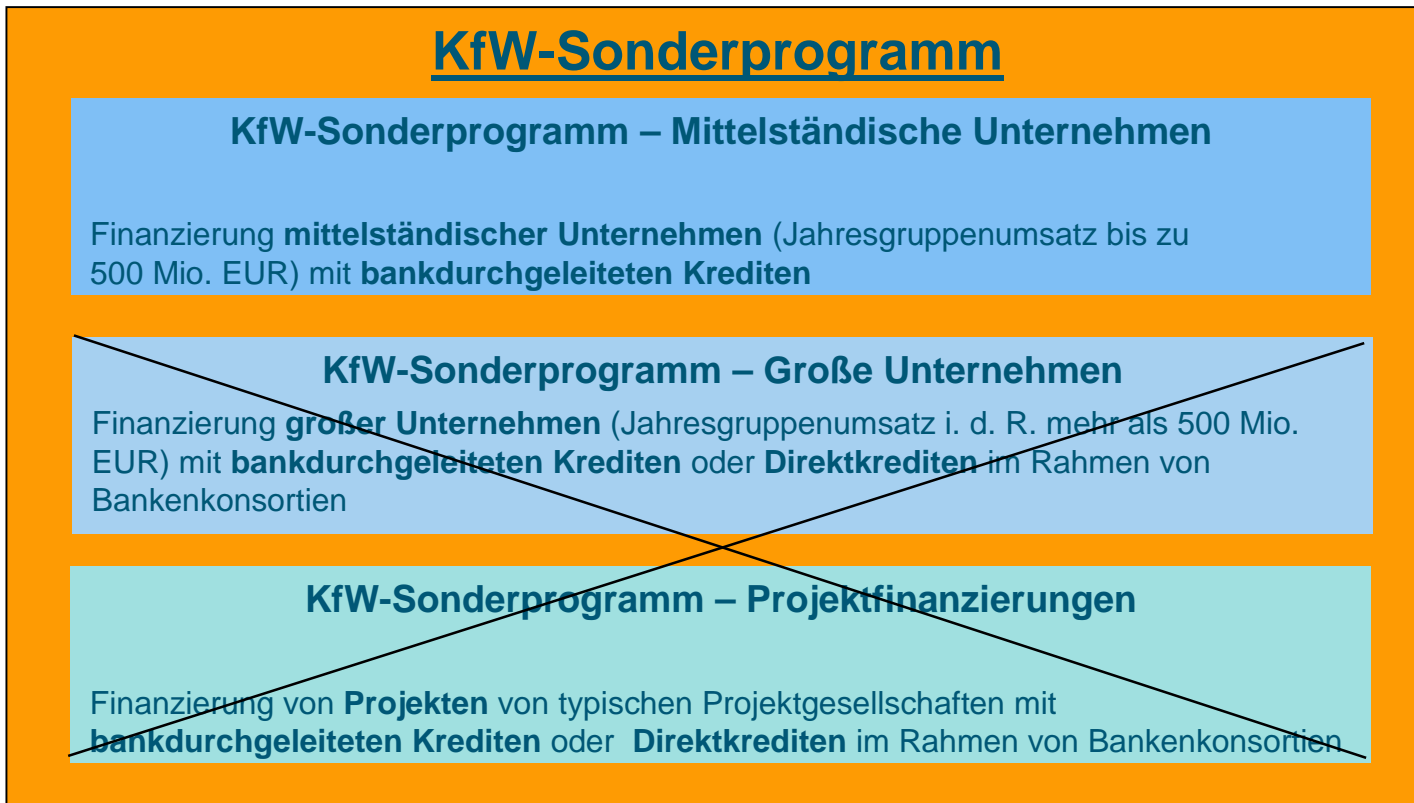 KfW-Sonderprogramm
KfW-Sonderprogramm – Mittelständische Unternehmen
Finanzierung mittelständischer Unternehmen (Jahresgruppenumsatz bis zu
500 Mio. EUR) mit bankdurchgeleiteten Krediten
KfW-Sonderprogramm – Große Unternehmen
Finanzierung großer Unternehmen (Jahresgruppenumsatz i. d. R. mehr als 500 Mio.
EUR) mit bankdurchgeleiteten Krediten oder Direktkrediten im Rahmen von
Bankenkonsortien
KfW-Sonderprogramm – Projektfinanzierungen
Finanzierung von Projekten von typischen Projektgesellschaften mit
bankdurchgeleiteten Krediten oder Direktkrediten im Rahmen von Bankenkonsortien